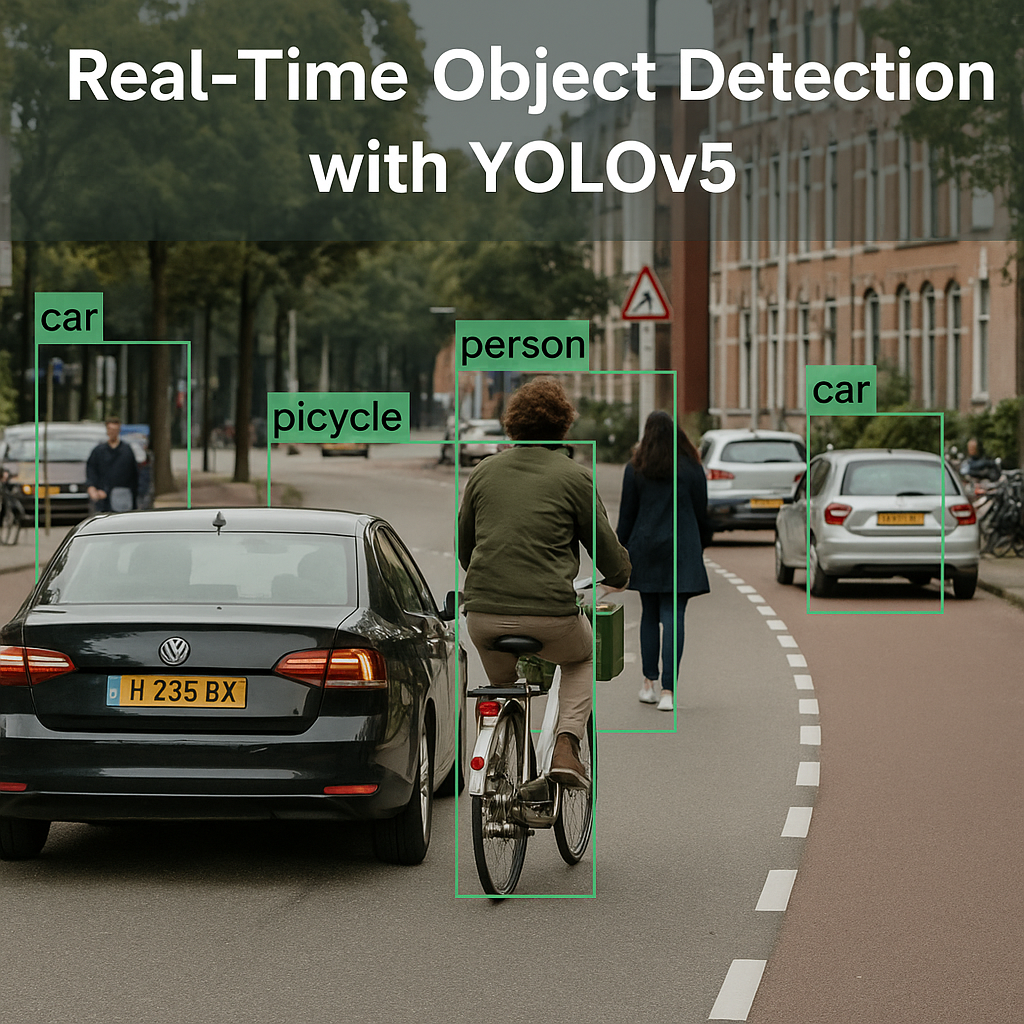 Real-Time Object Detection
with YOLOv5
car
person
car
picycle
H 235 BX